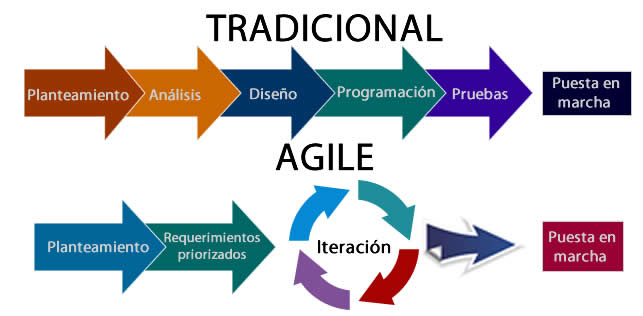 TRADICIONAL
Planteamiento
Análisis
Diseño
Programación
Pruebas
Puesta en
marcha
AGILE
Planteamiento
Requerimientos
priorizados
Iteración
Puesta en
marcha